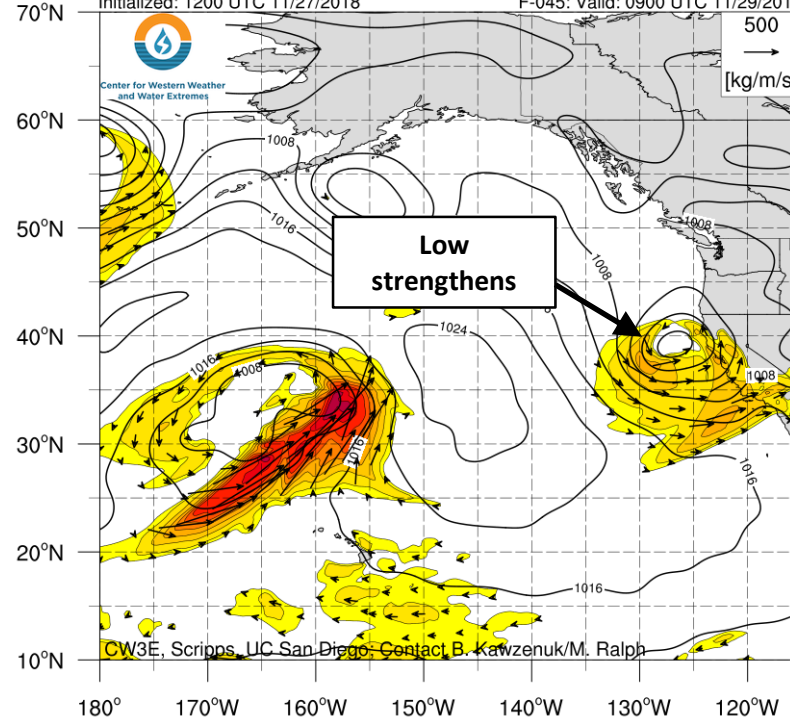 Initialized: 1200 UTC 11/27/2018
F-045: Valid: 0900 UTC 11/29/201
70°N
500
[kg/m/s
Center for Western Weather
and Water Extremes
60°N
1008
1016
50°N
1008
Low
strengthens
1008
40°N
1024
1016
1008
1008
30°N
1016
1016
20°N
1016
CW3E, Scripps, UC San Diego; Contact B. Kawzenuk/M. Ralph
10°N
180°
170°W
160°W
150°W
140°W
130°W
120°W